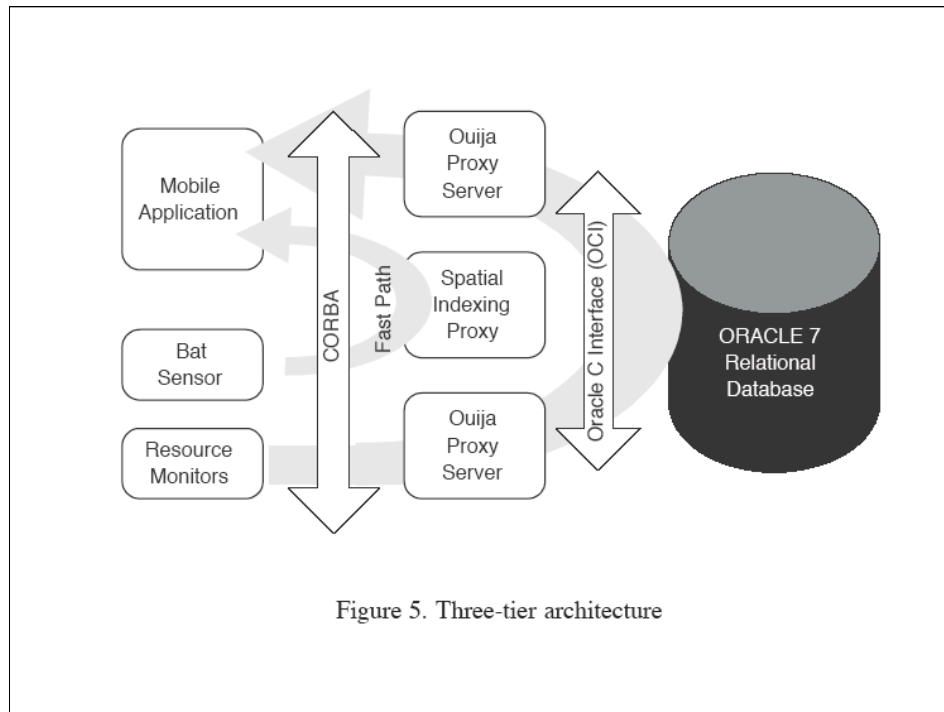 Mobile
Application
Bat
Sensor
Resource
Monitors
CORBA
Fast Path
Ouija
Proxy
Server
Spatial
Indexing
Proxy
Ouija
Proxy
Server
Oracle C Interface (OCI)
ORACLE 7
Relational
Database
Figure 5. Three-tier architecture